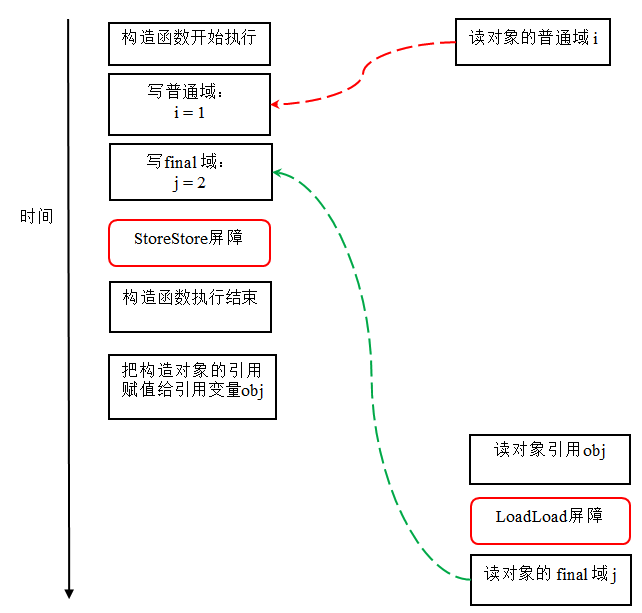 构造函数开始执行
读对象的普通域 i
写普通域：
i = 1
写final 域：
j = 2
时间
StoreStore屏障
构造函数执行结束
把构造对象的引用
赋值给引用变量obj
读对象引用obj
LoadLoad屏障
读对象的 final 域 j